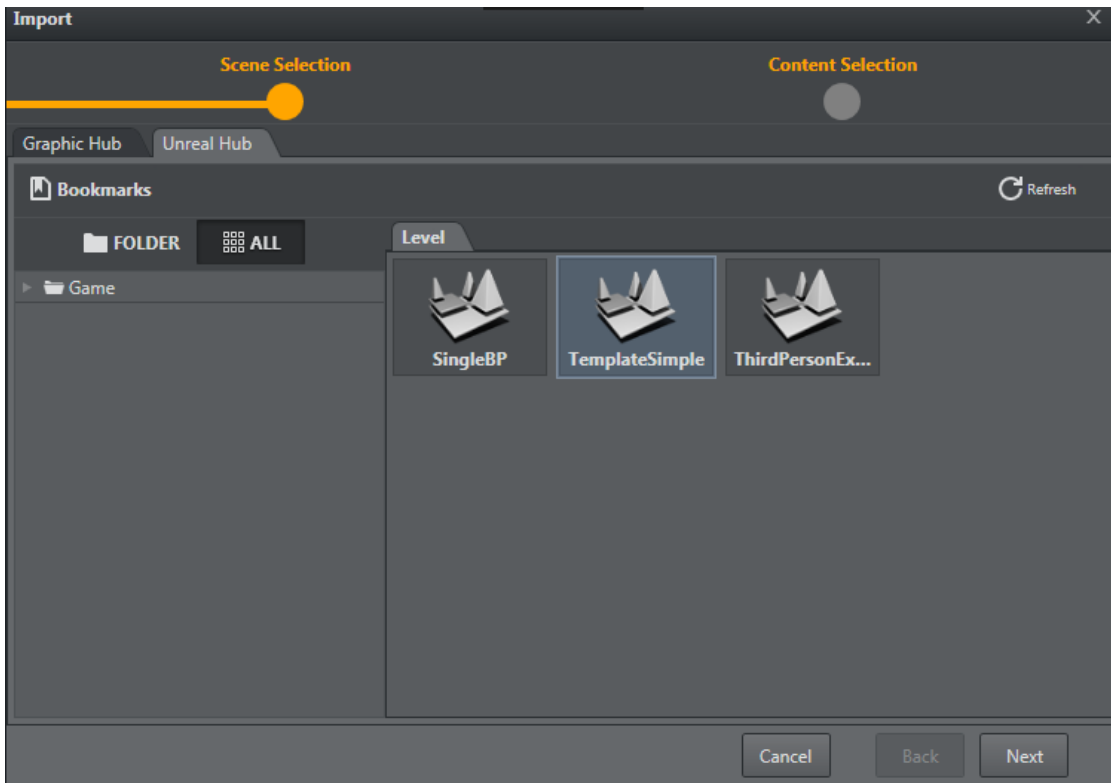 Import X
Scene Selection Content Selection
Graphic Hub Unreal Hub
Bookmarks Refresh
FOLDER ALL Level
Game
SingleBP TemplateSimple ThirdPersonEx...
Cancel Back Next